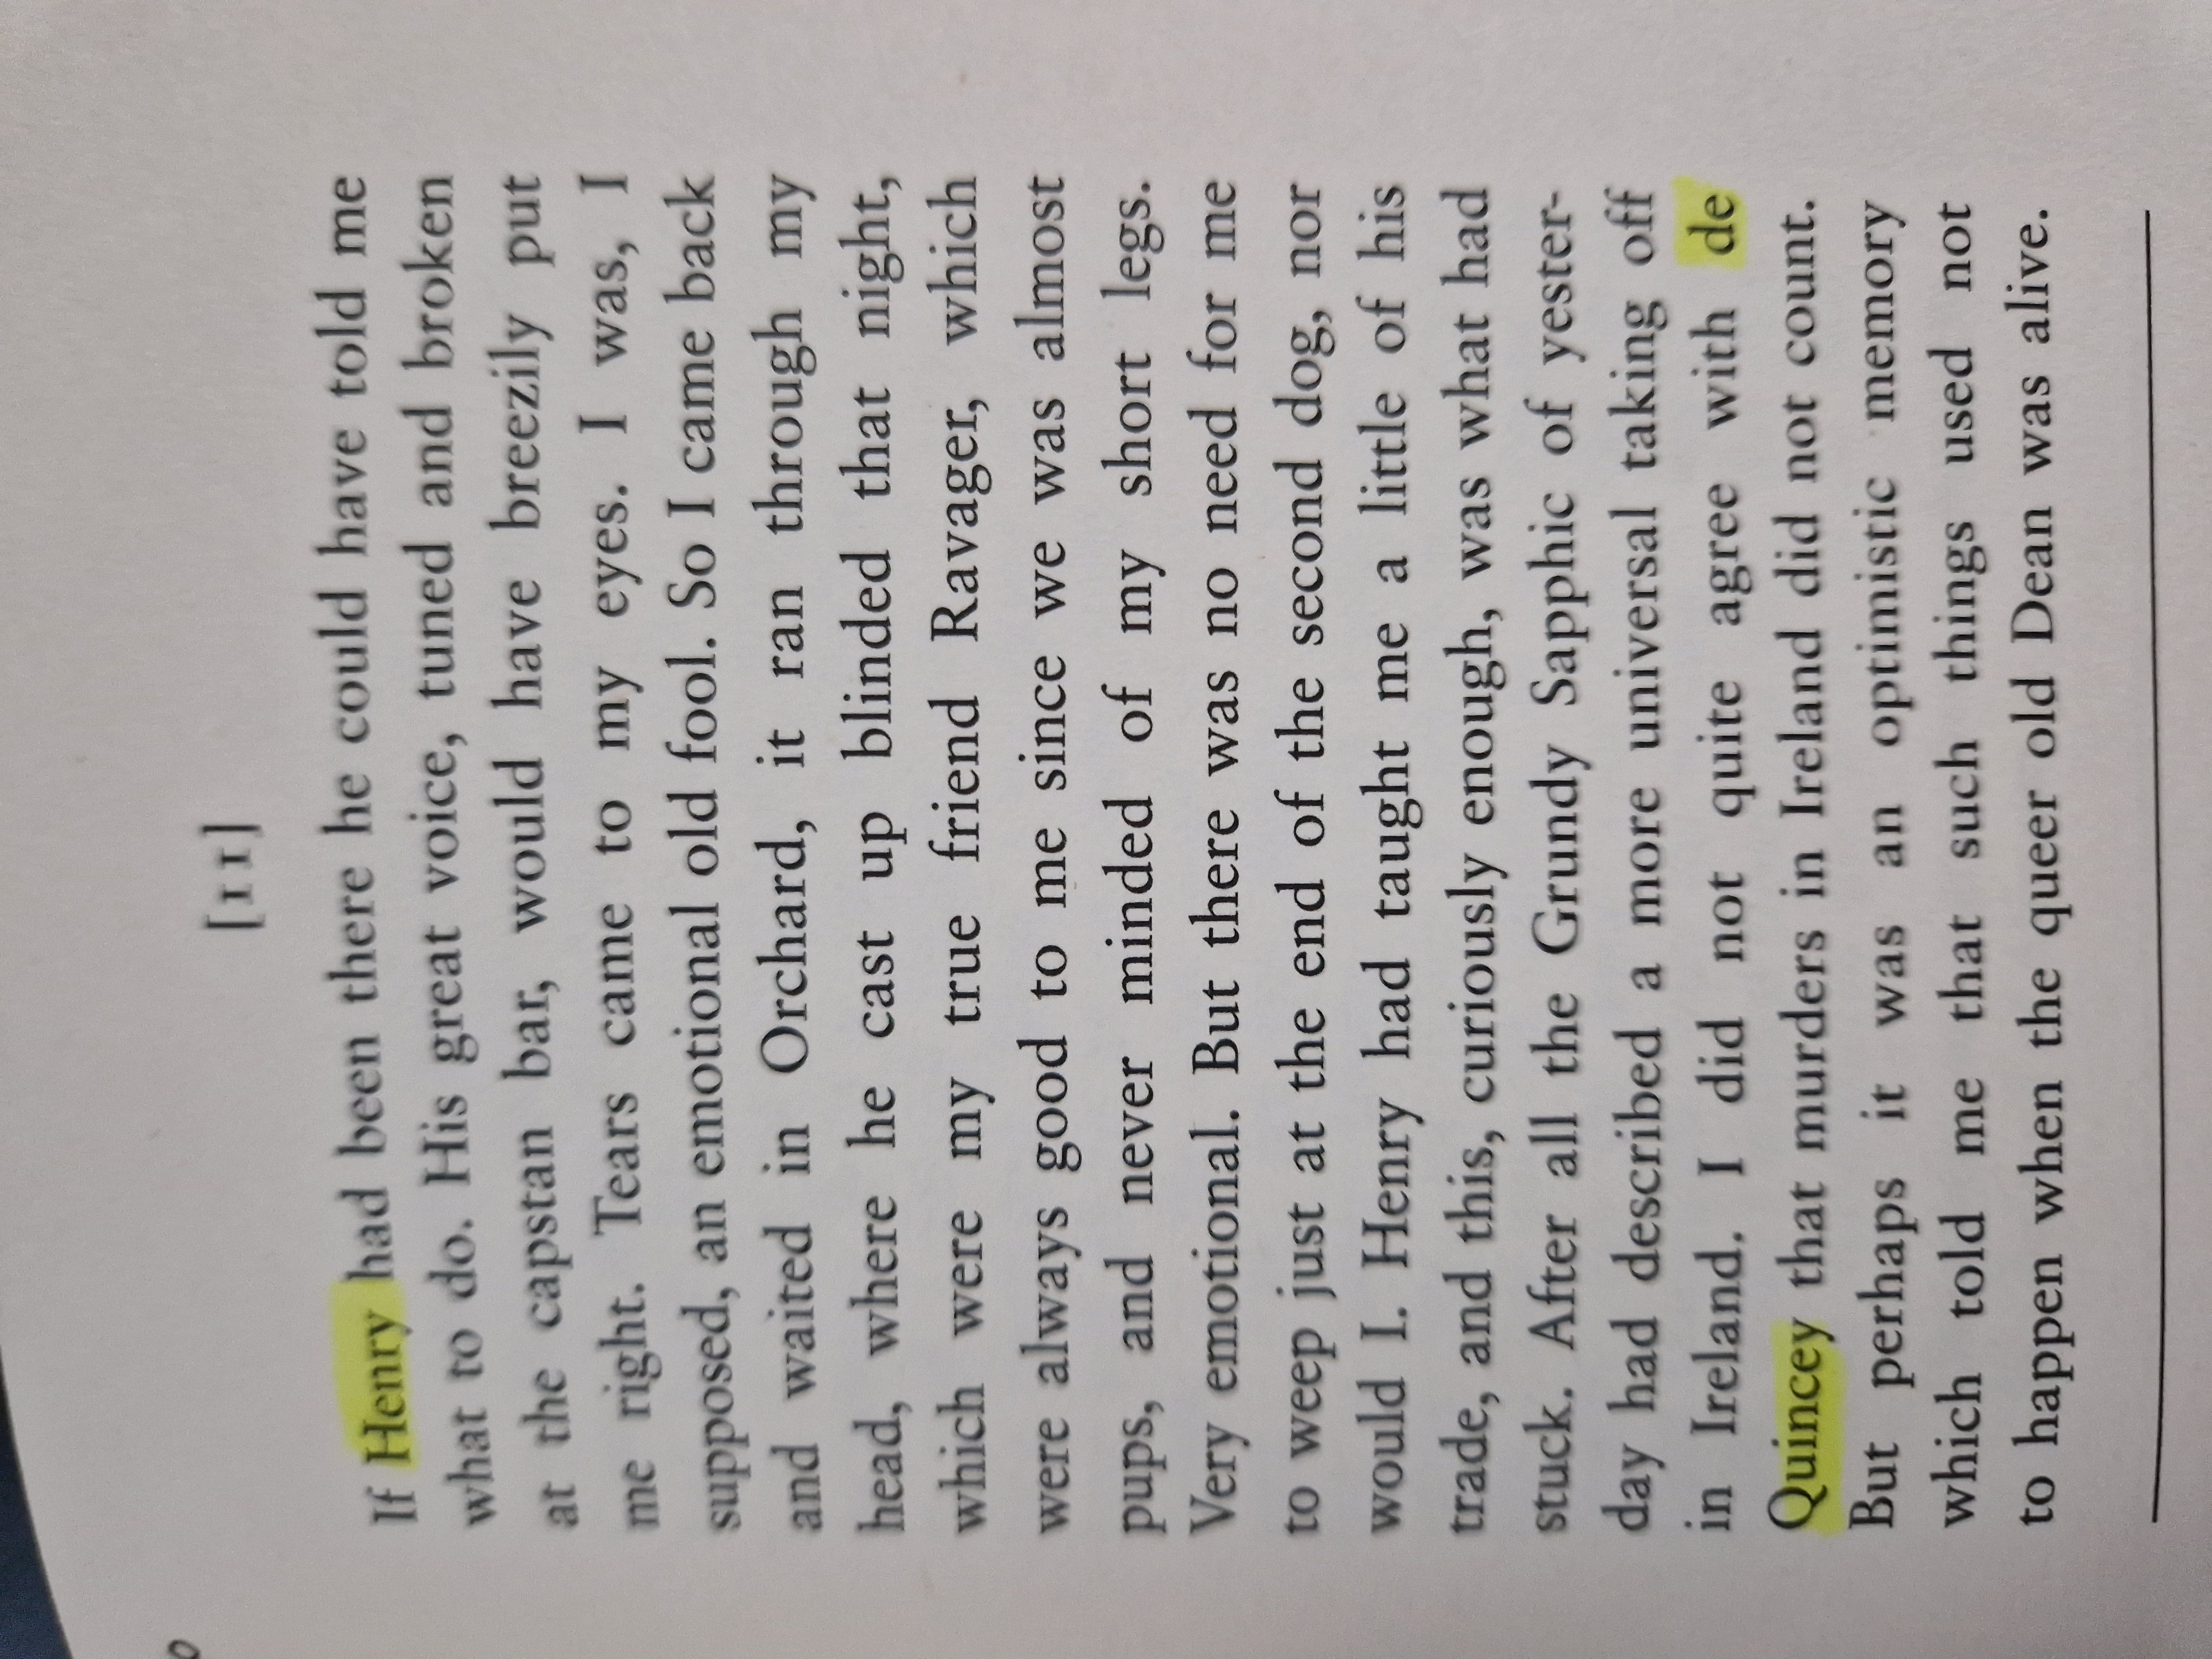 [11]
If Henry had been there he could have told me
what to do. His great voice, tuned and broken
at the capstan bar, would have breezily put
me right. Tears came to my eyes. I was, I
supposed, an emotional old fool. So I came back
and waited in Orchard, it ran through my
head, where he cast up blinded that night,
which were my true friend Ravager, which
were always good to me since we was almost
pups, and never minded of my short legs.
Very emotional. But there was no need for me
to weep just at the end of the second dog, nor
would I. Henry had taught me a little of his
trade, and this, curiously enough, was what had
stuck. After all the Grundy Sapphic of yester-
day had described a more universal taking off
in Ireland. I did not quite agree with de
Quincey that murders in Ireland did not count.
But perhaps it was an optimistic memory
which told me that such things used not
to happen when the queer old Dean was alive.